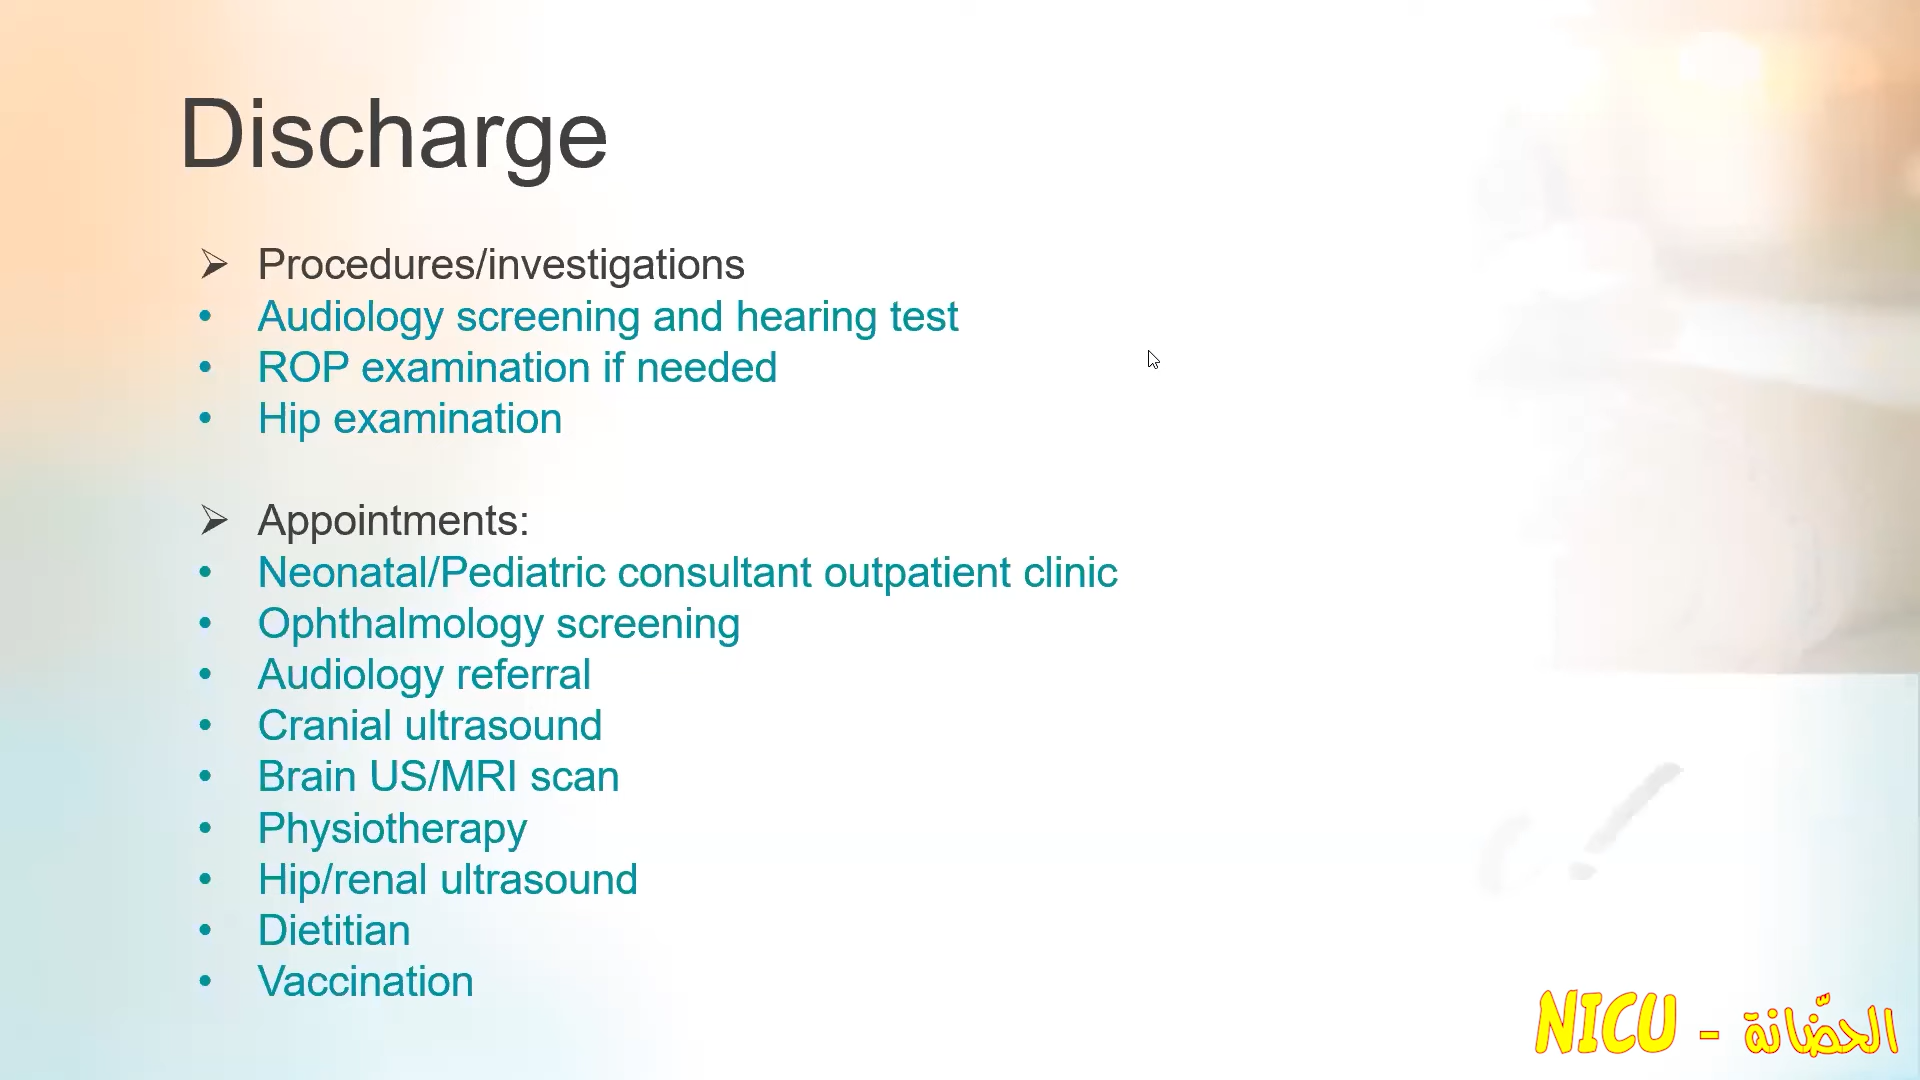 Discharge
Procedures/investigations
Audiology screening and hearing test
ROP examination if needed
Hip examination
Appointments:
Neonatal/Pediatric consultant outpatient clinic
Ophthalmology screening
Audiology referral
Cranial ultrasound
Brain US/MRI scan
Physiotherapy
Hip/renal ultrasound
Dietitian
Vaccination
NICU - الحضّانة